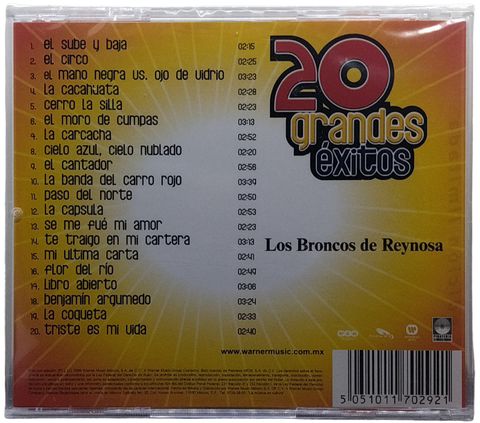 1. el sube y baja 02:15
2. el circo 02:25
3. el mano negra vs. ojo de vidrio 03:23
4. la cacahuata 02:28
5. cerro la silla 02:23
6. el moro de cumpas 03:13
7. la carcacha 02:52
8. cielo azul, cielo nublado 02:20
9. el cantador 02:58
10. la banda del carro rojo 03:39
11. paso del norte 02:50
12. la capsula 02:53
13. se me fué mi amor 02:23
14. te traigo en mi cartera 03:13
15. mi ultima carta 02:41
16. flor del río 02:49
17. libro abierto 03:06
18. benjamín argumedo 03:24
19. la coqueta 02:33
20. triste es mi vida 02:40
20
grandes
éxitos
Los Broncos de Reynosa
www.warnermusic.com.mx
5 051011 702921